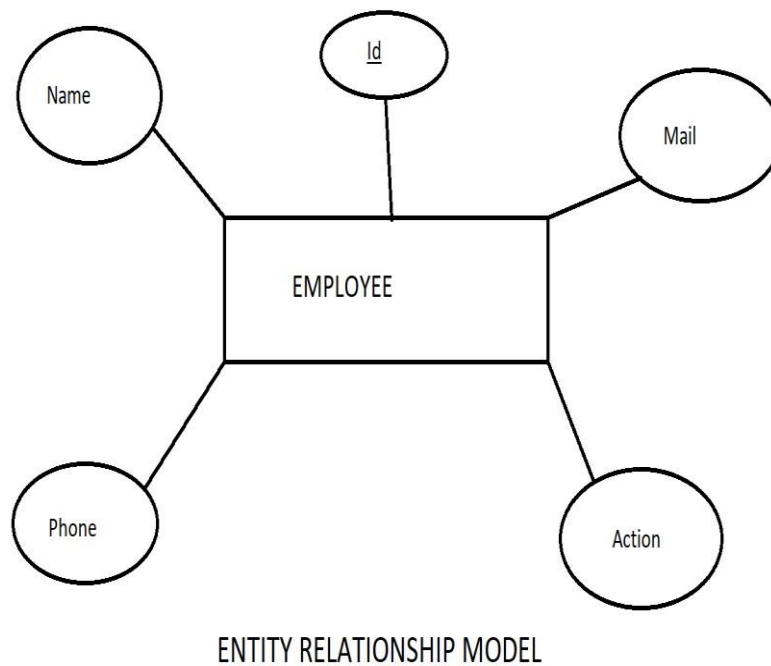 Id
Name
Mail
EMPLOYEE
Phone
Action
ENTITY RELATIONSHIP MODEL